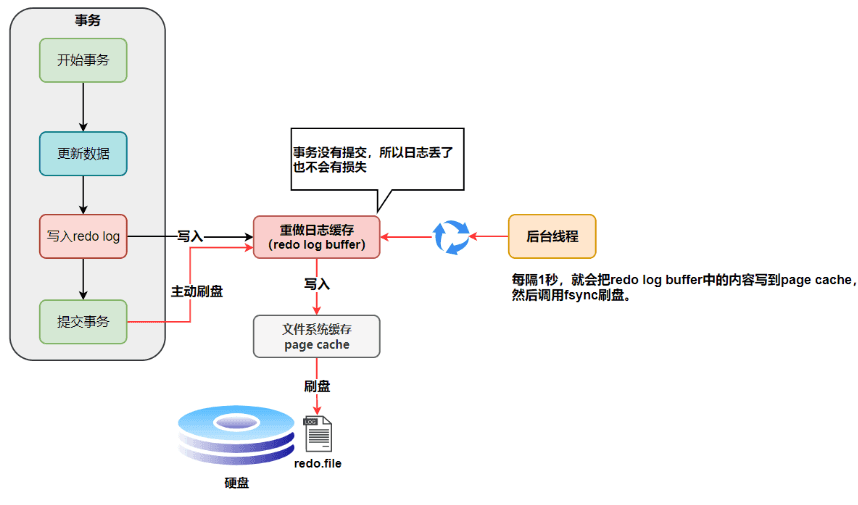 事务
开始事务
更新数据
事务没有提交，所以日志丢了
也不会有损失
写入redo log
写入
重做日志缓存
(redo log buffer)
后台线程
主动刷盘
写入
每隔1秒，就会把redo log buffer中的内容写到page cache，
然后调用fsync刷盘。
提交事务
文件系统缓存
page cache
刷盘
LOG
redo.file
硬盘